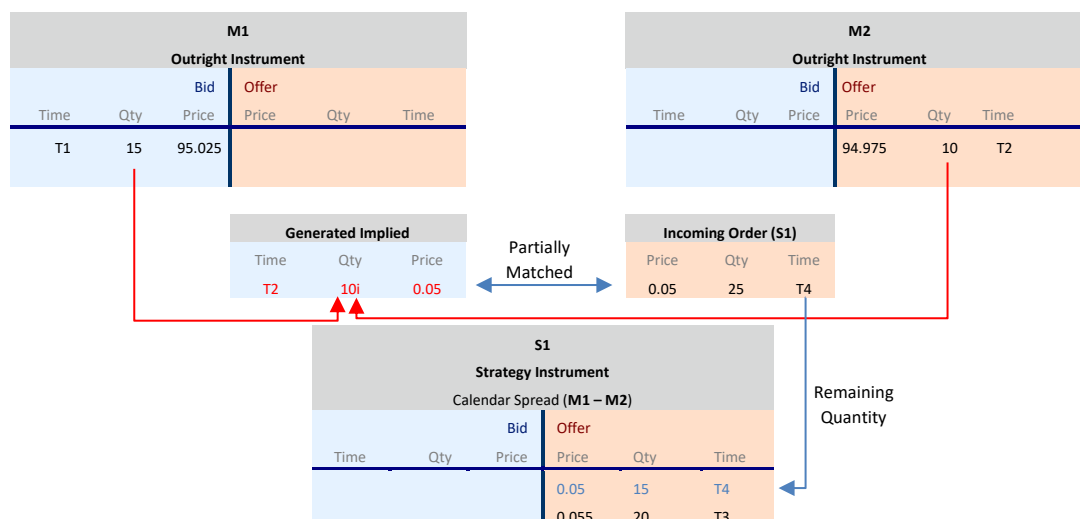 M1
Outright Instrument
Bid Offer
Time Qty Price Price Qty Time
T1 15 95.025
M2
Outright Instrument
Bid Offer
Time Qty Price Price Qty Time
94.975 10 T2
Generated Implied
Time Qty Price
T2 10i 0.05
Partially
Matched
Incoming Order (S1)
Price Qty Time
0.05 25 T4
S1
Strategy Instrument
Calendar Spread (M1 – M2)
Bid Offer
Time Qty Price Price Qty Time
0.05 15 T4
0.055 20 T3
Remaining
Quantity